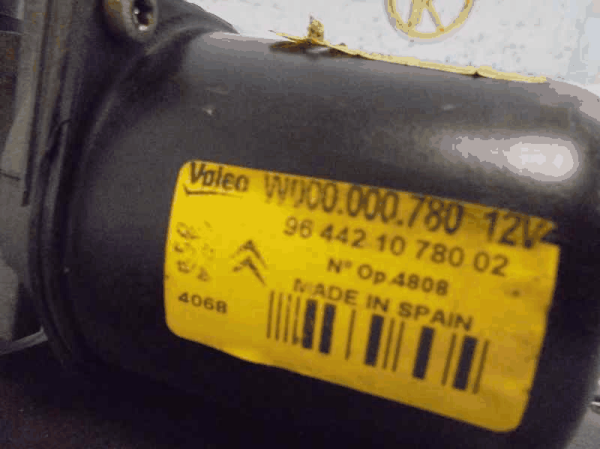 Valeo W000.000.780 12V
96 442 10 780 02
Nº Op.4808
4068
MADE IN SPAIN